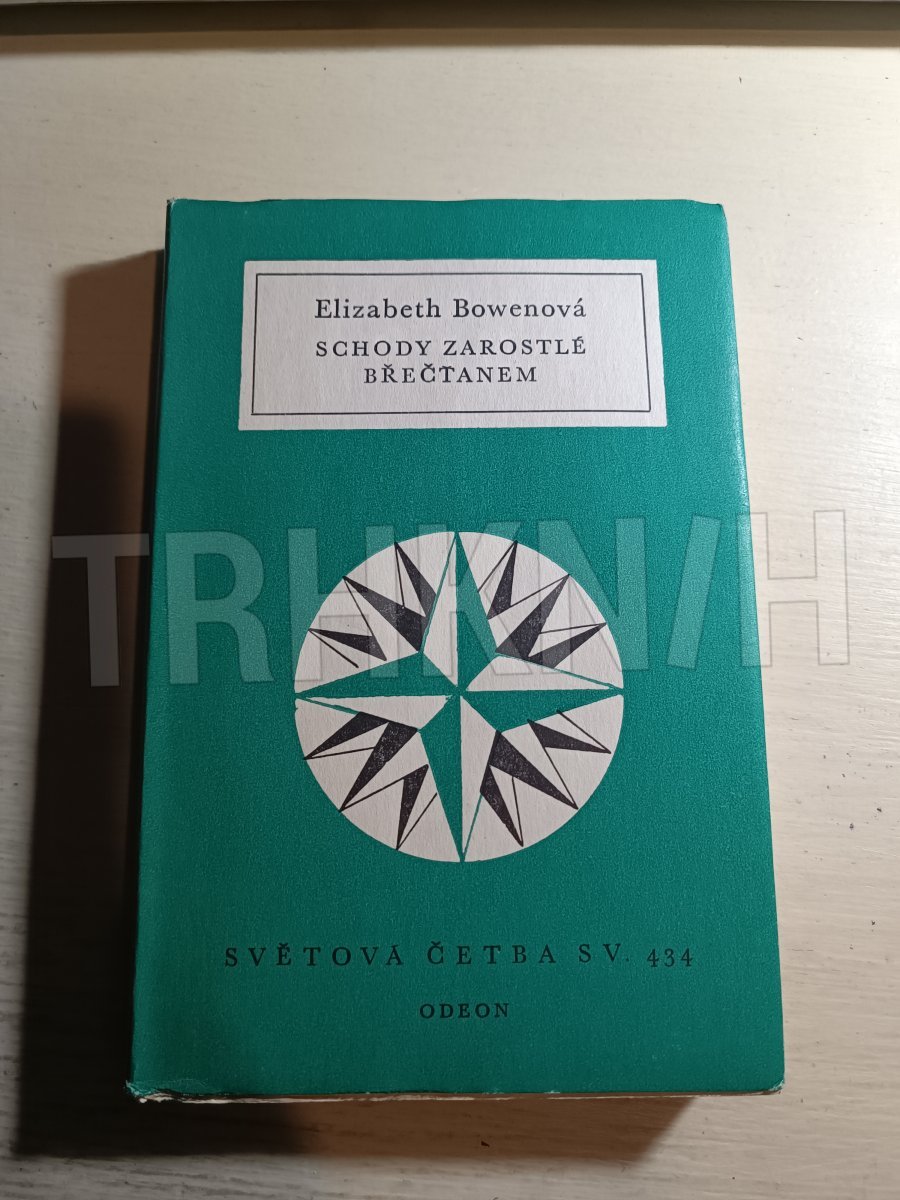 Elizabeth Bowenová
SCHODY ZAROSTLÉ
BŘEČŤANEM
TRHKNIH
SVĚTOVÁ ČETBA SV. 434
ODEON